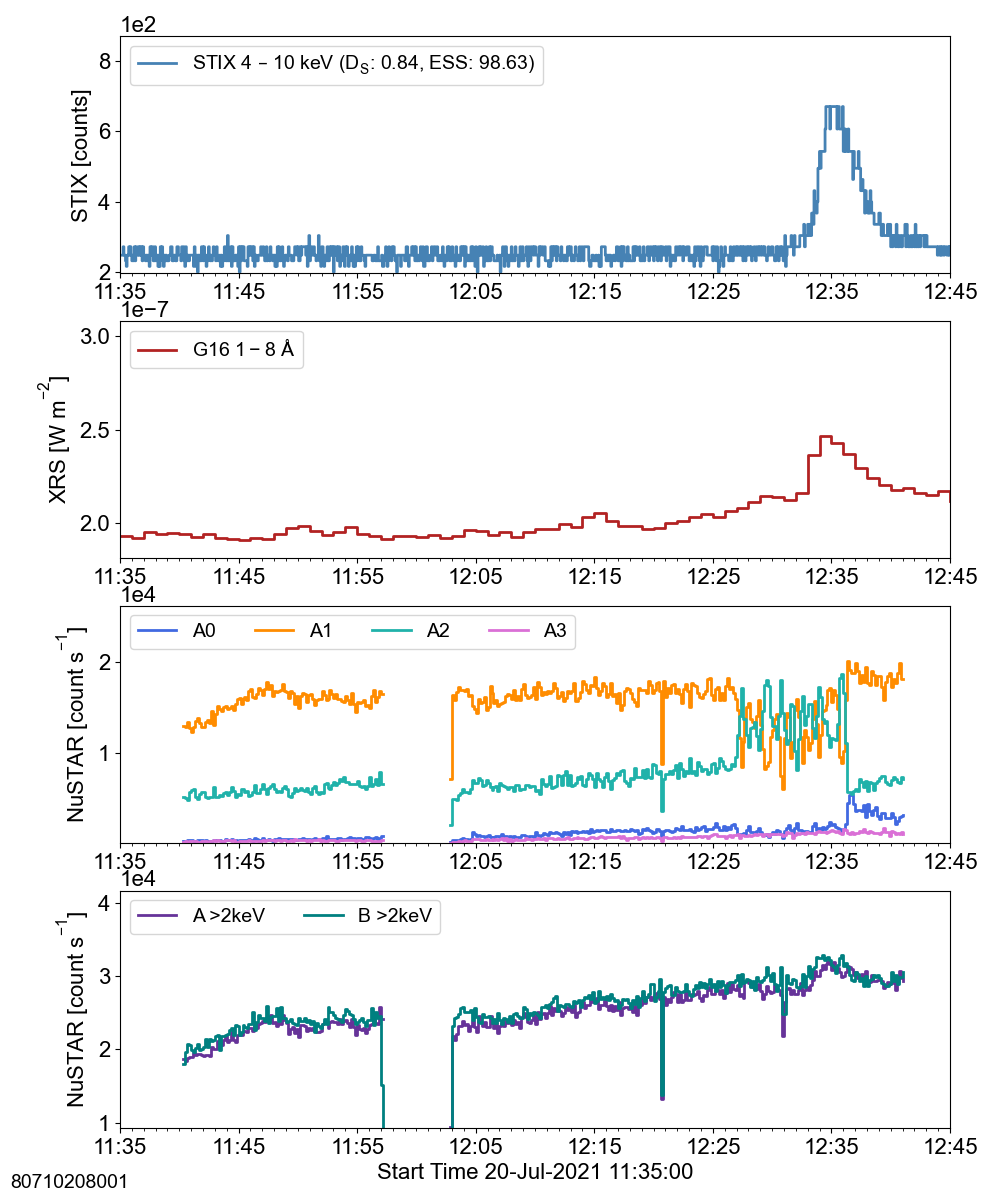 1e2
STIX 4 – 10 keV (D_S: 0.84, ESS: 98.63)
STIX [counts]
8
6
4
2
11:35 11:45 11:55 12:05 12:15 12:25 12:35 12:45
1e−7
G16 1 – 8 Å
XRS [W m⁻²]
3.0
2.5
2.0
11:35 11:45 11:55 12:05 12:15 12:25 12:35 12:45
1e4
A0 A1 A2 A3
NuSTAR [count s⁻¹]
2
1
11:35 11:45 11:55 12:05 12:15 12:25 12:35 12:45
1e4
A >2keV B >2keV
NuSTAR [count s⁻¹]
4
3
2
1
11:35 11:45 11:55 12:05 12:15 12:25 12:35 12:45
Start Time 20-Jul-2021 11:35:00
80710208001